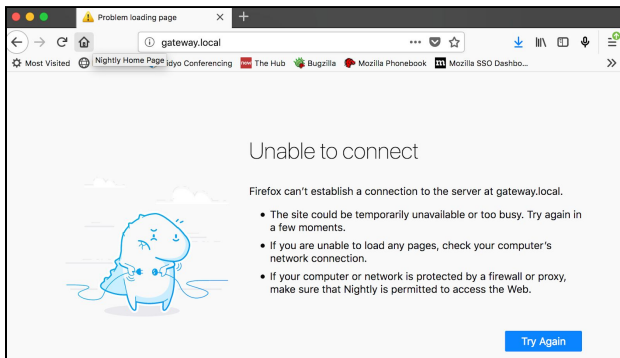 Problem loading page
gateway.local
Most Visited Nightly Home Page dyo Conferencing now The Hub Bugzilla Mozilla Phonebook m Mozilla SSO Dashbo...
Unable to connect
Firefox can't establish a connection to the server at gateway.local.
• The site could be temporarily unavailable or too busy. Try again in
a few moments.
• If you are unable to load any pages, check your computer's
network connection.
• If your computer or network is protected by a firewall or proxy,
make sure that Nightly is permitted to access the Web.
Try Again